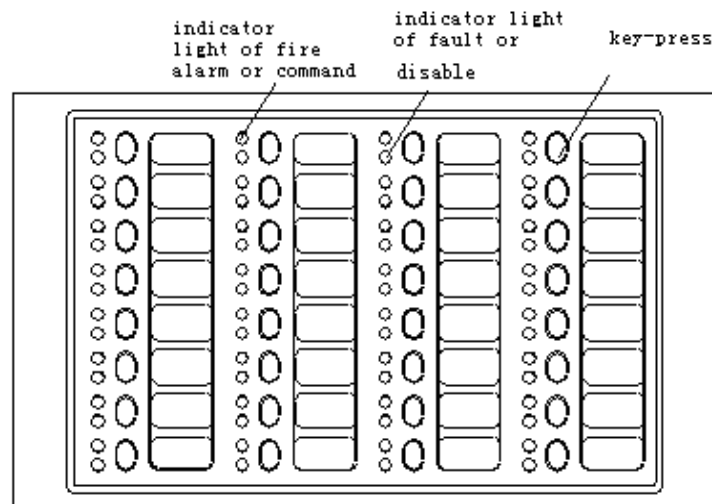 indicator
light of fire
alarm or command
indicator light
of fault or
disable
key-press